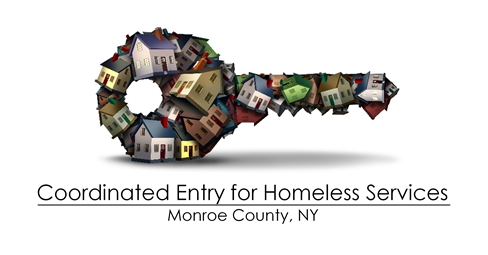 Coordinated Entry for Homeless Services
Monroe County, NY